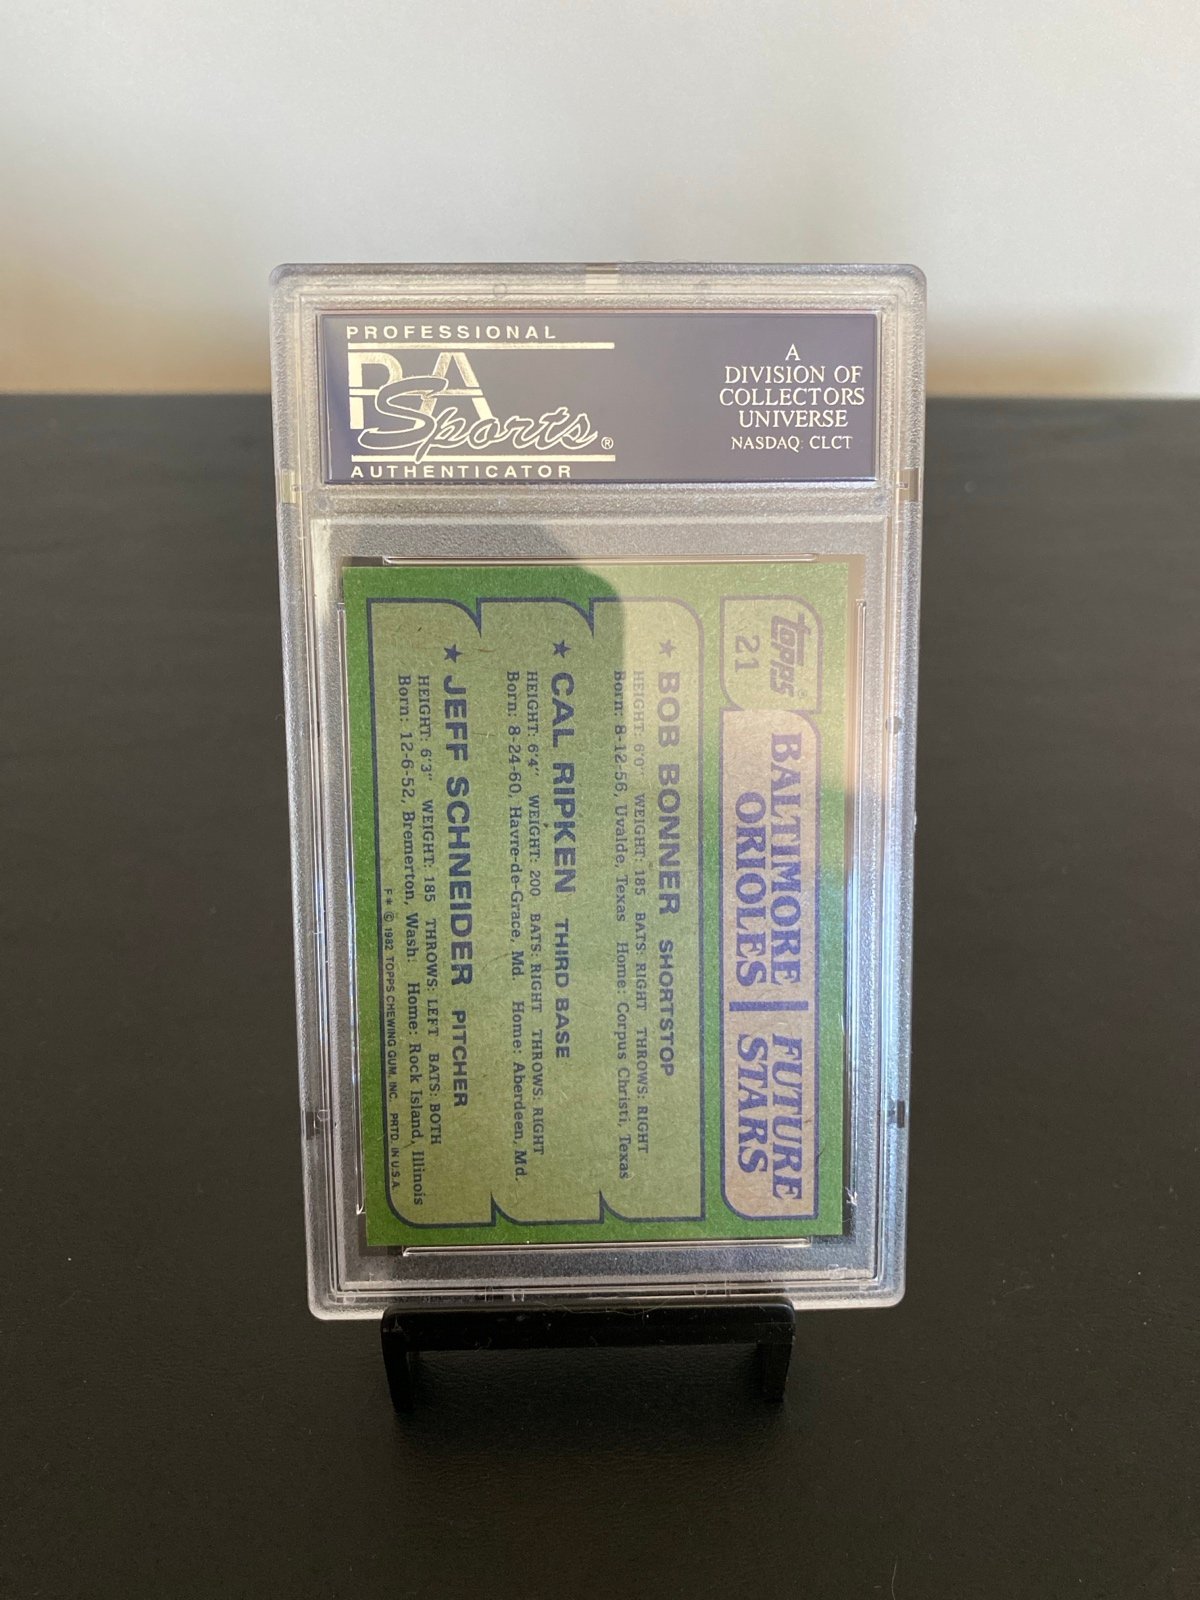 PROFESSIONAL
PSA
Sports®
AUTHENTICATOR
A
DIVISION OF
COLLECTORS
UNIVERSE
NASDAQ: CLCT
Topps®
21
BALTIMORE
ORIOLES
FUTURE
STARS
★ BOB BONNER SHORTSTOP
HEIGHT: 6'0" WEIGHT: 185 BATS: RIGHT THROWS: RIGHT
Born: 8-12-56, Uvalde, Texas Home: Corpus Christi, Texas
★ CAL RIPKEN THIRD BASE
HEIGHT: 6'4" WEIGHT: 200 BATS: RIGHT THROWS: RIGHT
Born: 8-24-60, Havre-de-Grace, Md. Home: Aberdeen, Md.
★ JEFF SCHNEIDER PITCHER
HEIGHT: 6'3" WEIGHT: 185 THROWS: LEFT BATS: BOTH
Born: 12-6-52, Bremerton, Wash. Home: Rock Island, Illinois
F* © 1982 TOPPS CHEWING GUM, INC. PRTD. IN U.S.A.